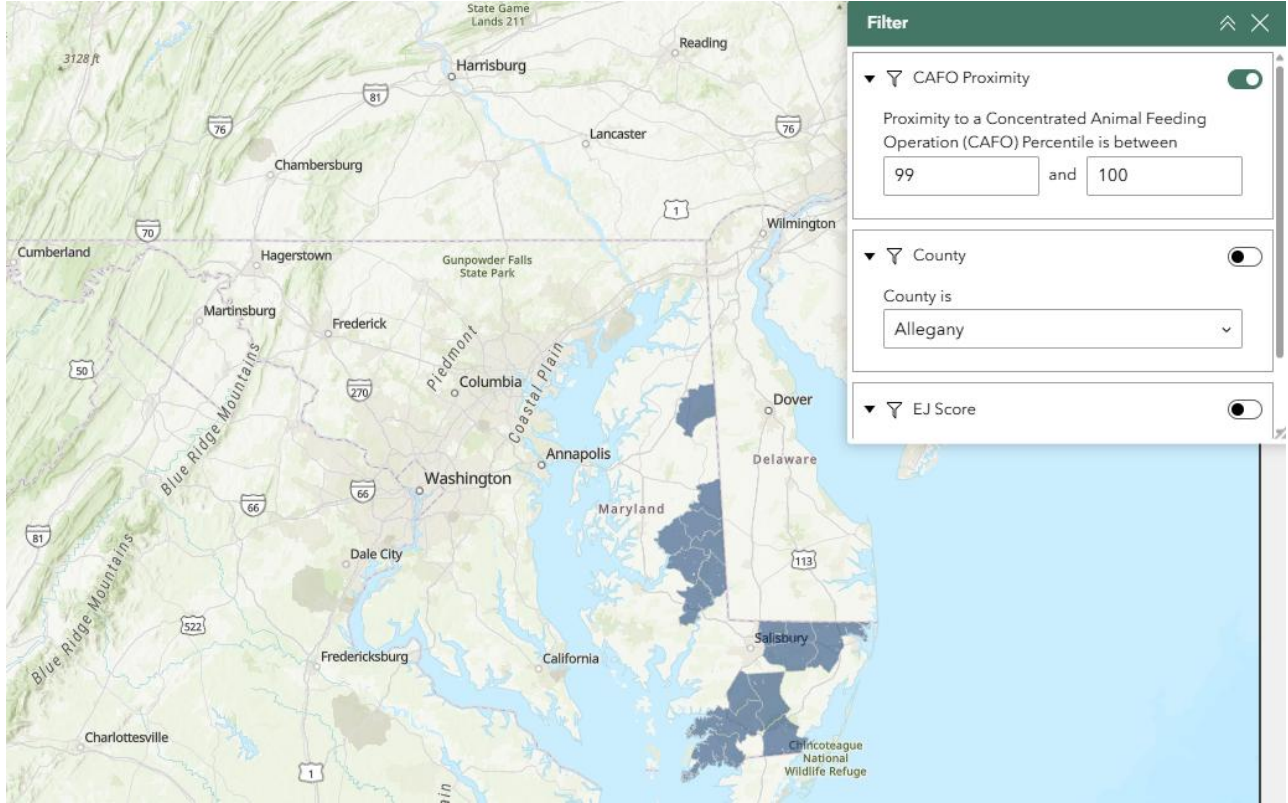 State Game
Lands 211
3128 ft
Reading
Harrisburg
81
76
Lancaster
76
Chambersburg
1
Wilmington
70
Cumberland
Hagerstown
Gunpowder Falls
State Park
Martinsburg
Frederick
Piedmont
50
270
Columbia
Coastal Plain
Dover
Blue Ridge Mountains
Annapolis
Delaware
Washington
66
66
Maryland
81
Dale City
113
Blue Ridge Mountains
522
Salisbury
Fredericksburg
California
Charlottesville
Chincoteague
National
Wildlife Refuge
1
Filter
CAFO Proximity
Proximity to a Concentrated Animal Feeding
Operation (CAFO) Percentile is between
99 and 100
County
County is
Allegany
EJ Score